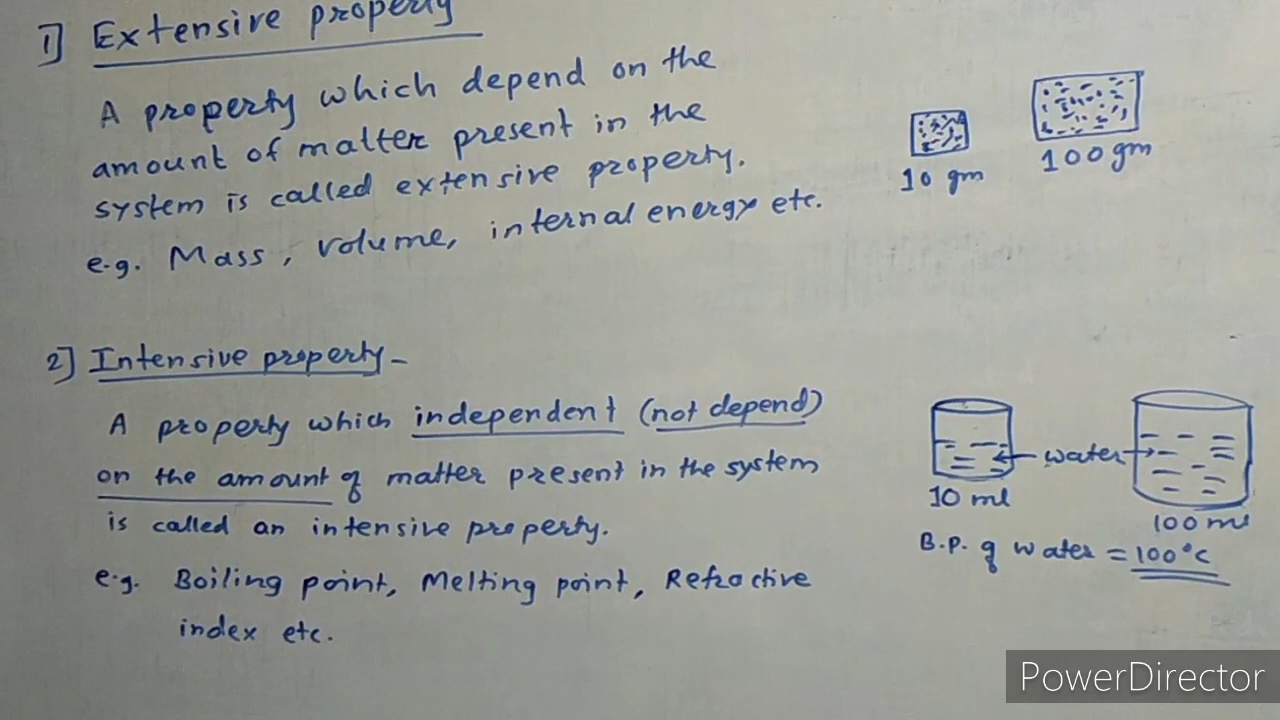 1] Extensive property
A property which depend on the
amount of matter present in the
system is called extensive property.
e.g. Mass, volume, internal energy etc.
10 gm
100 gm
2] Intensive property -
A property which independent (not depend)
on the amount of matter present in the system
is called an intensive property.
e.g. Boiling point, Melting point, Refractive
index etc.
water
10 ml
100 ml
B.P. of water = 100°C
PowerDirector